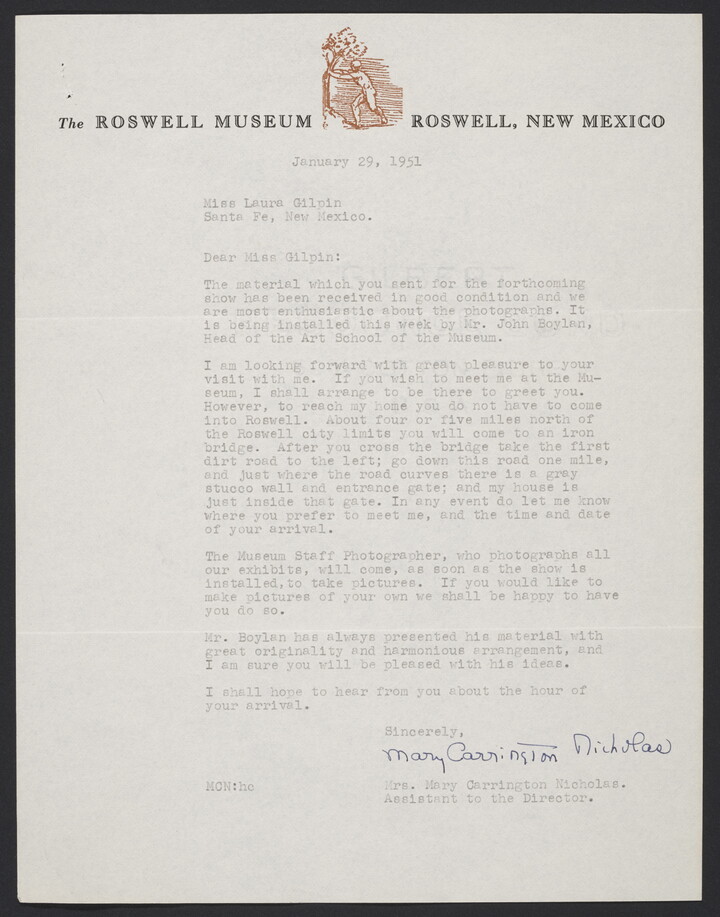 The ROSWELL MUSEUM ROSWELL, NEW MEXICO
January 29, 1951
Miss Laura Gilpin
Santa Fe, New Mexico.
Dear Miss Gilpin:
The material which you sent for the forthcoming
show has been received in good condition and we
are most enthusiastic about the photographs. It
is being installed this week by Mr. John Boylan,
Head of the Art School of the Museum.
I am looking forward with great pleasure to your
visit with me. If you wish to meet me at the Mu-
seum, I shall arrange to be there to greet you.
However, to reach my home you do not have to come
into Roswell. About four or five miles north of
the Roswell city limits you will come to an iron
bridge. After you cross the bridge take the first
dirt road to the left; go down this road one mile,
and just where the road curves there is a gray
stucco wall and entrance gate; and my house is
just inside that gate. In any event do let me know
where you prefer to meet me, and the time and date
of your arrival.
The Museum Staff Photographer, who photographs all
our exhibits, will come, as soon as the show is
installed, to take pictures. If you would like to
make pictures of your own we shall be happy to have
you do so.
Mr. Boylan has always presented his material with
great originality and harmonious arrangement, and
I am sure you will be pleased with his ideas.
I shall hope to hear from you about the hour of
your arrival.
Sincerely,
Mary Carrington Nicholas
MCN:hc
Mrs. Mary Carrington Nicholas.
Assistant to the Director.